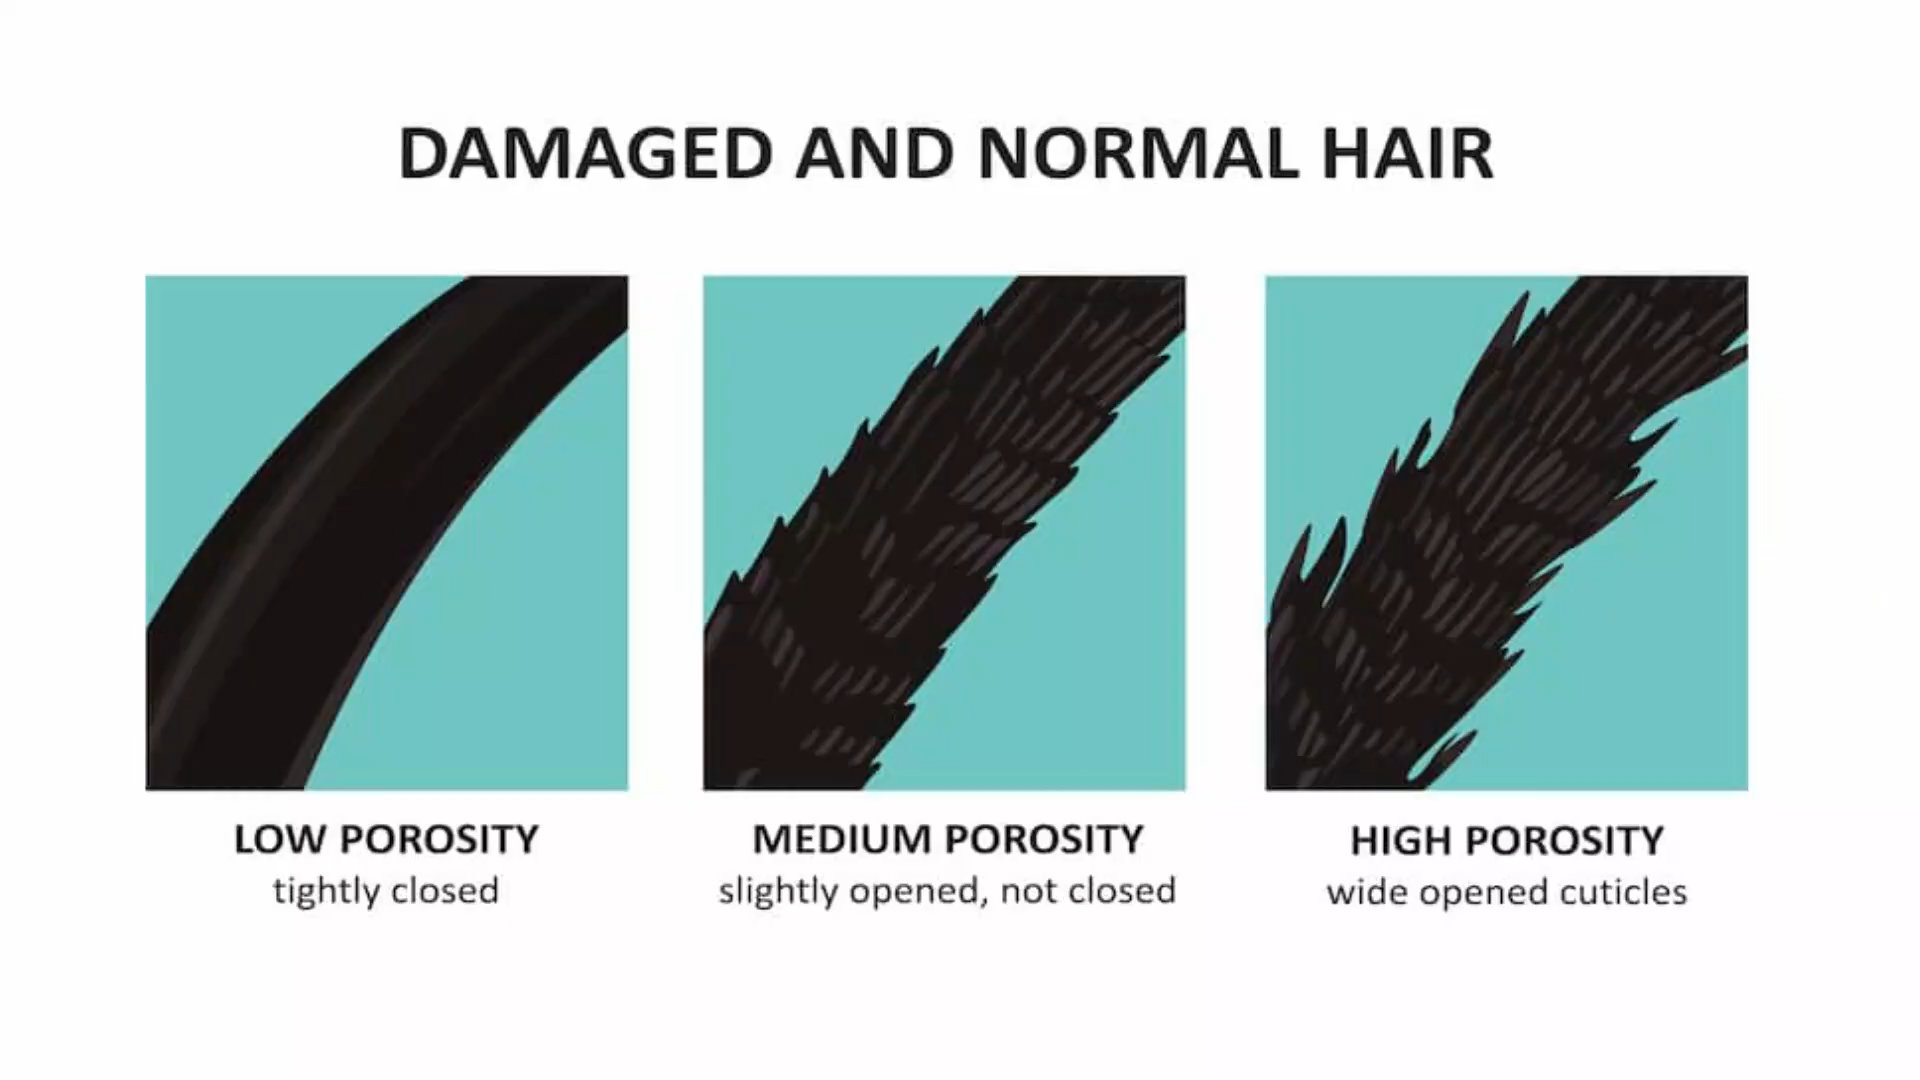 DAMAGED AND NORMAL HAIR
LOW POROSITY
tightly closed
MEDIUM POROSITY
slightly opened, not closed
HIGH POROSITY
wide opened cuticles